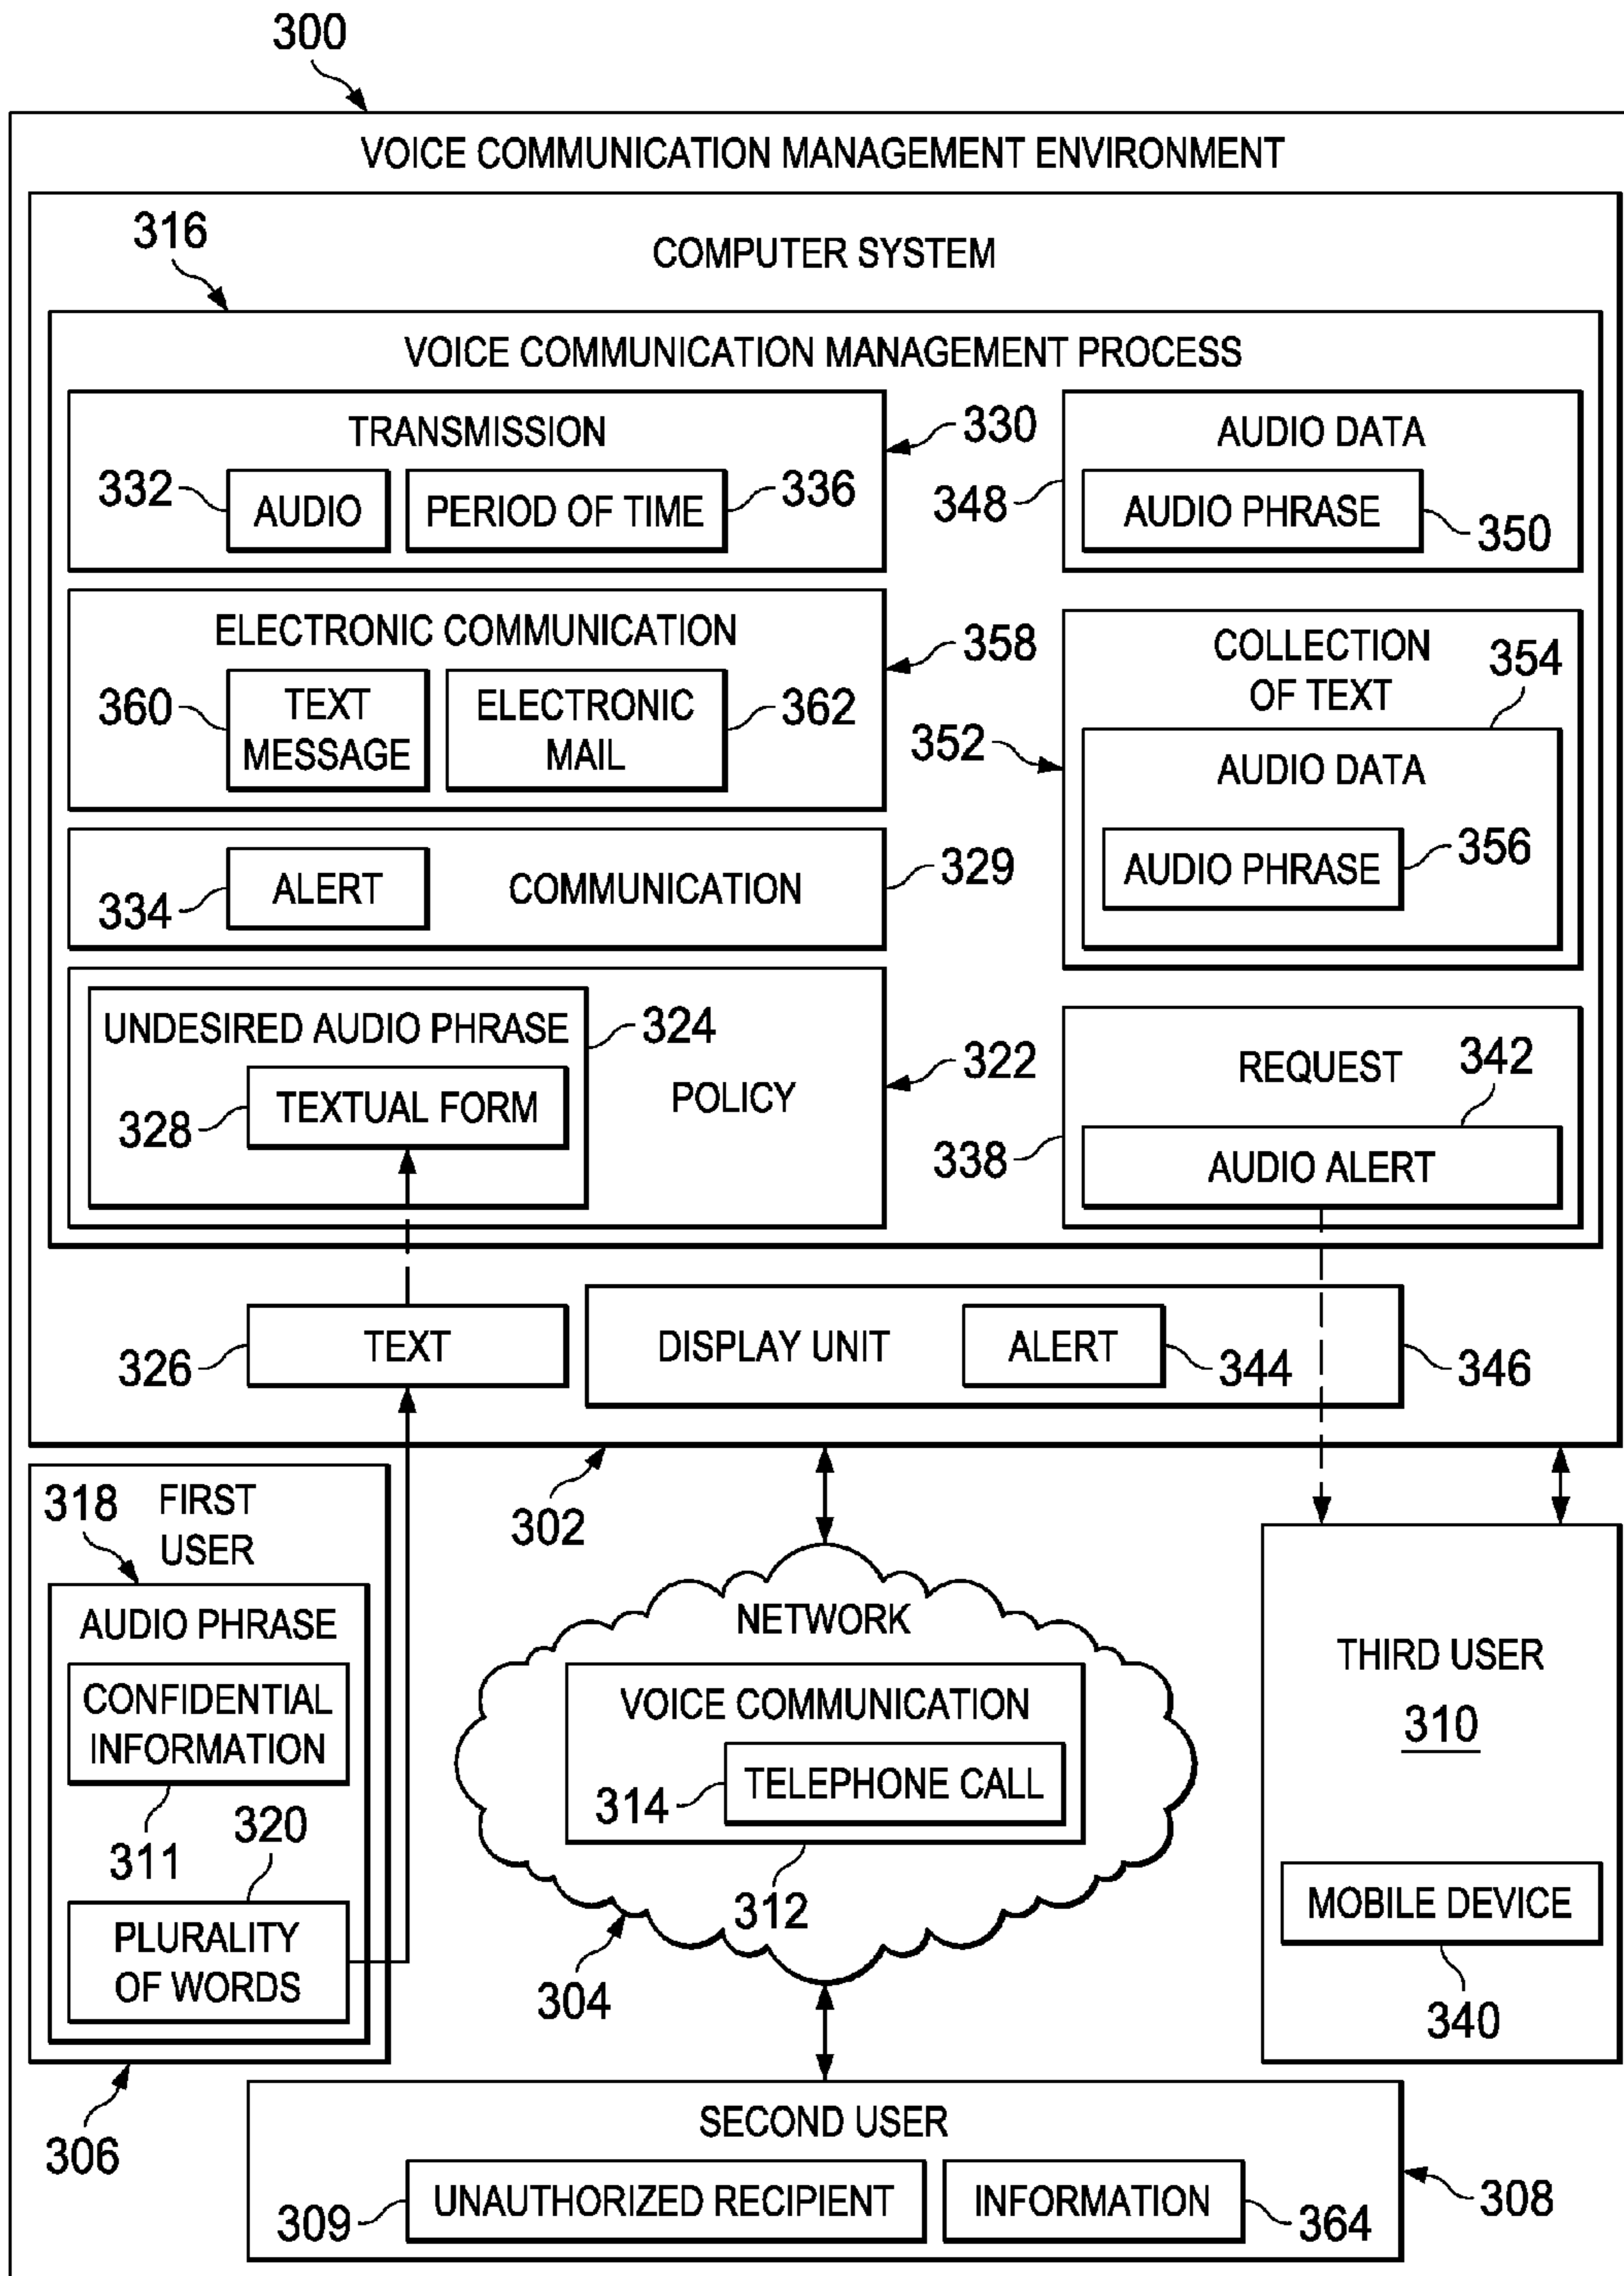 300
VOICE COMMUNICATION MANAGEMENT ENVIRONMENT
316
COMPUTER SYSTEM
VOICE COMMUNICATION MANAGEMENT PROCESS
TRANSMISSION
330
332
AUDIO
PERIOD OF TIME
336
AUDIO DATA
348
AUDIO PHRASE
350
ELECTRONIC COMMUNICATION
358
360
TEXT
MESSAGE
ELECTRONIC
MAIL
362
COLLECTION
OF TEXT
354
352
AUDIO DATA
AUDIO PHRASE
356
334
ALERT
COMMUNICATION
329
UNDESIRED AUDIO PHRASE
324
328
TEXTUAL FORM
POLICY
322
REQUEST
342
338
AUDIO ALERT
326
TEXT
DISPLAY UNIT
ALERT
344
346
302
318
FIRST
USER
AUDIO PHRASE
CONFIDENTIAL
INFORMATION
311
320
PLURALITY
OF WORDS
306
NETWORK
VOICE COMMUNICATION
314
TELEPHONE CALL
312
304
THIRD USER
310
MOBILE DEVICE
340
SECOND USER
309
UNAUTHORIZED RECIPIENT
INFORMATION
364
308